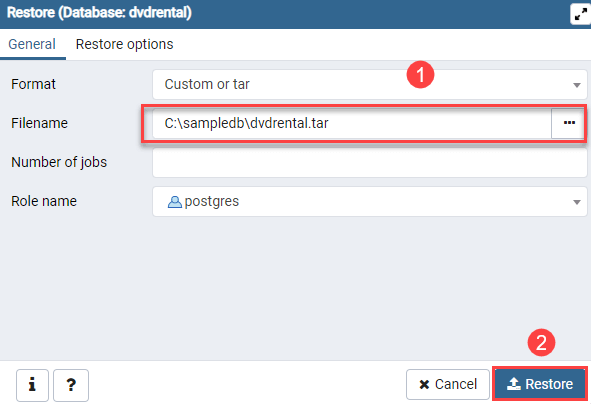 Restore (Database: dvdrental)
General Restore options
1
Format Custom or tar
Filename C:\sampledb\dvdrental.tar ...
Number of jobs
Role name postgres
2
i ? Cancel Restore